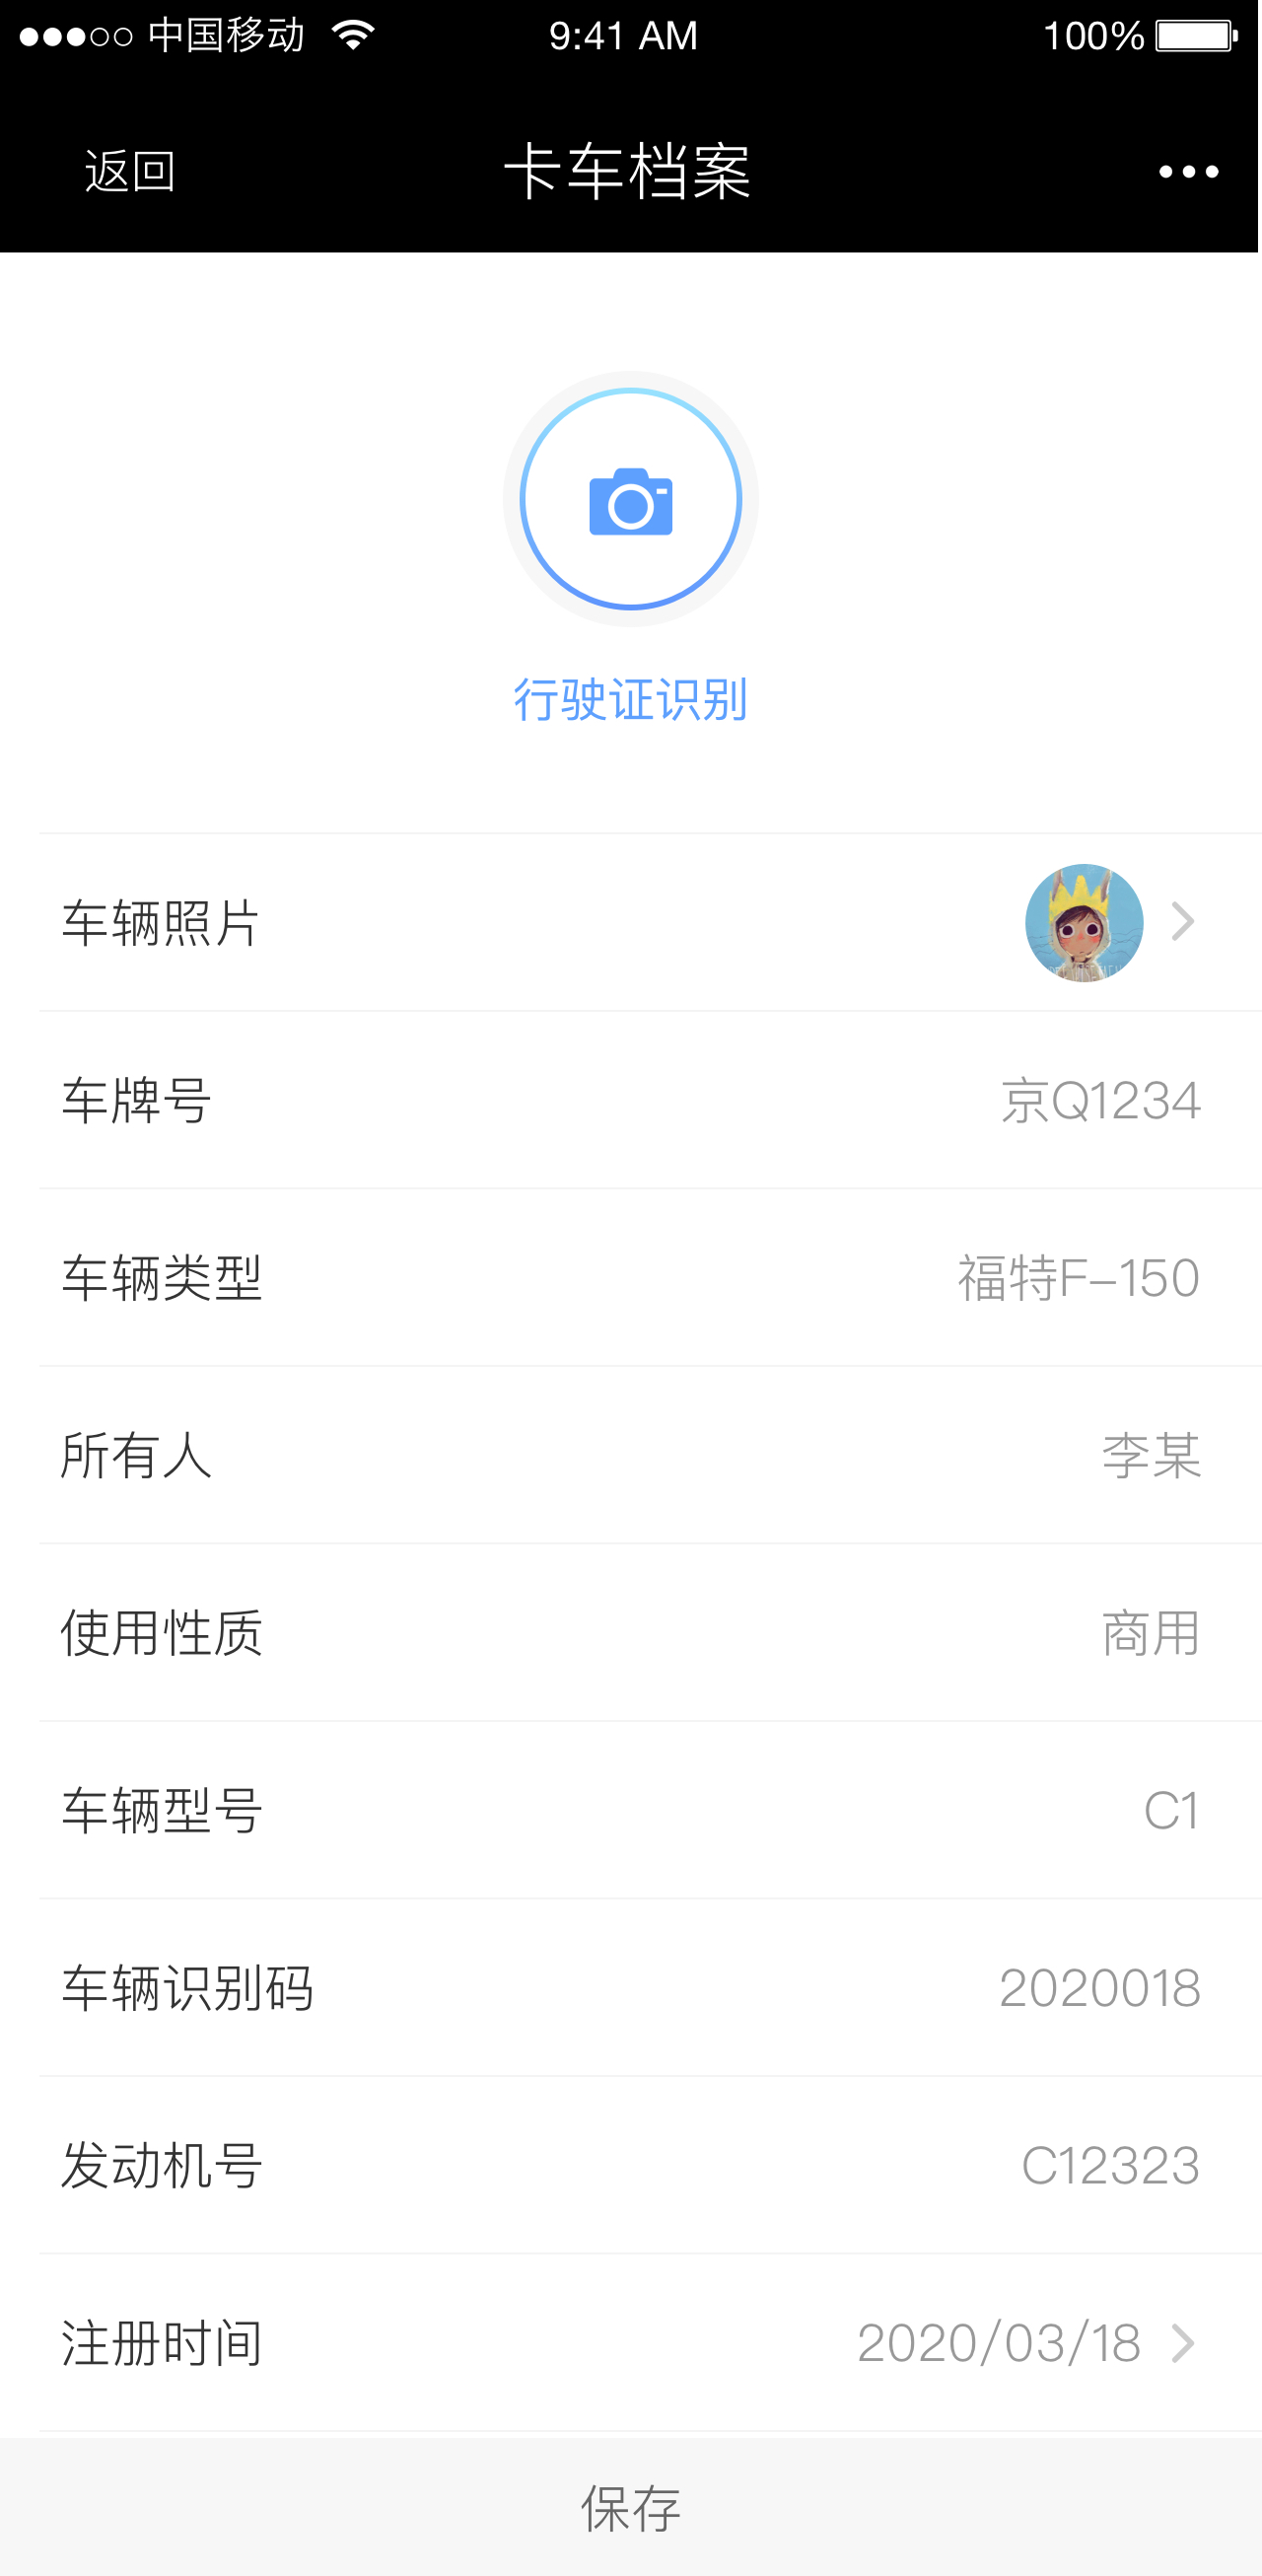 中国移动 9:41 AM 100%
返回 卡车档案
行驶证识别
车辆照片
车牌号 京Q1234
车辆类型 福特F-150
所有人 李某
使用性质 商用
车辆型号 C1
车辆识别码 2020018
发动机号 C12323
注册时间 2020/03/18
保存